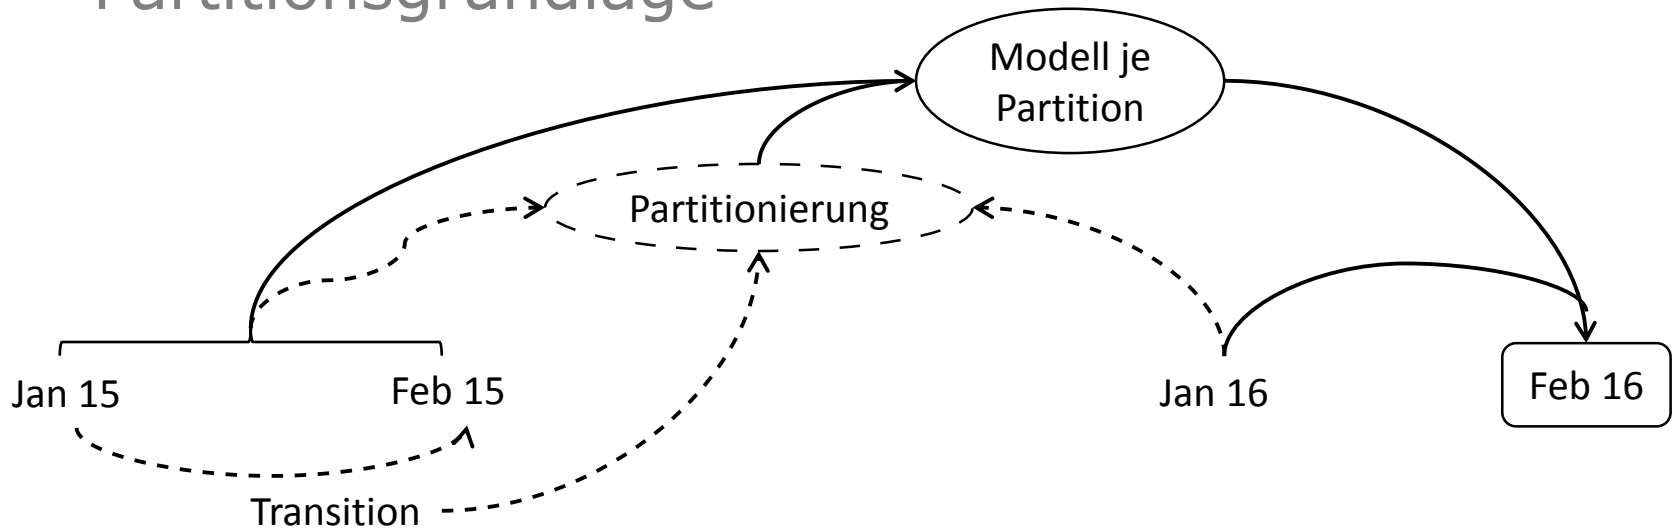 Partitionsgrundlage
Modell je
Partition
Partitionierung
Jan 15
Feb 15
Jan 16
Feb 16
Transition